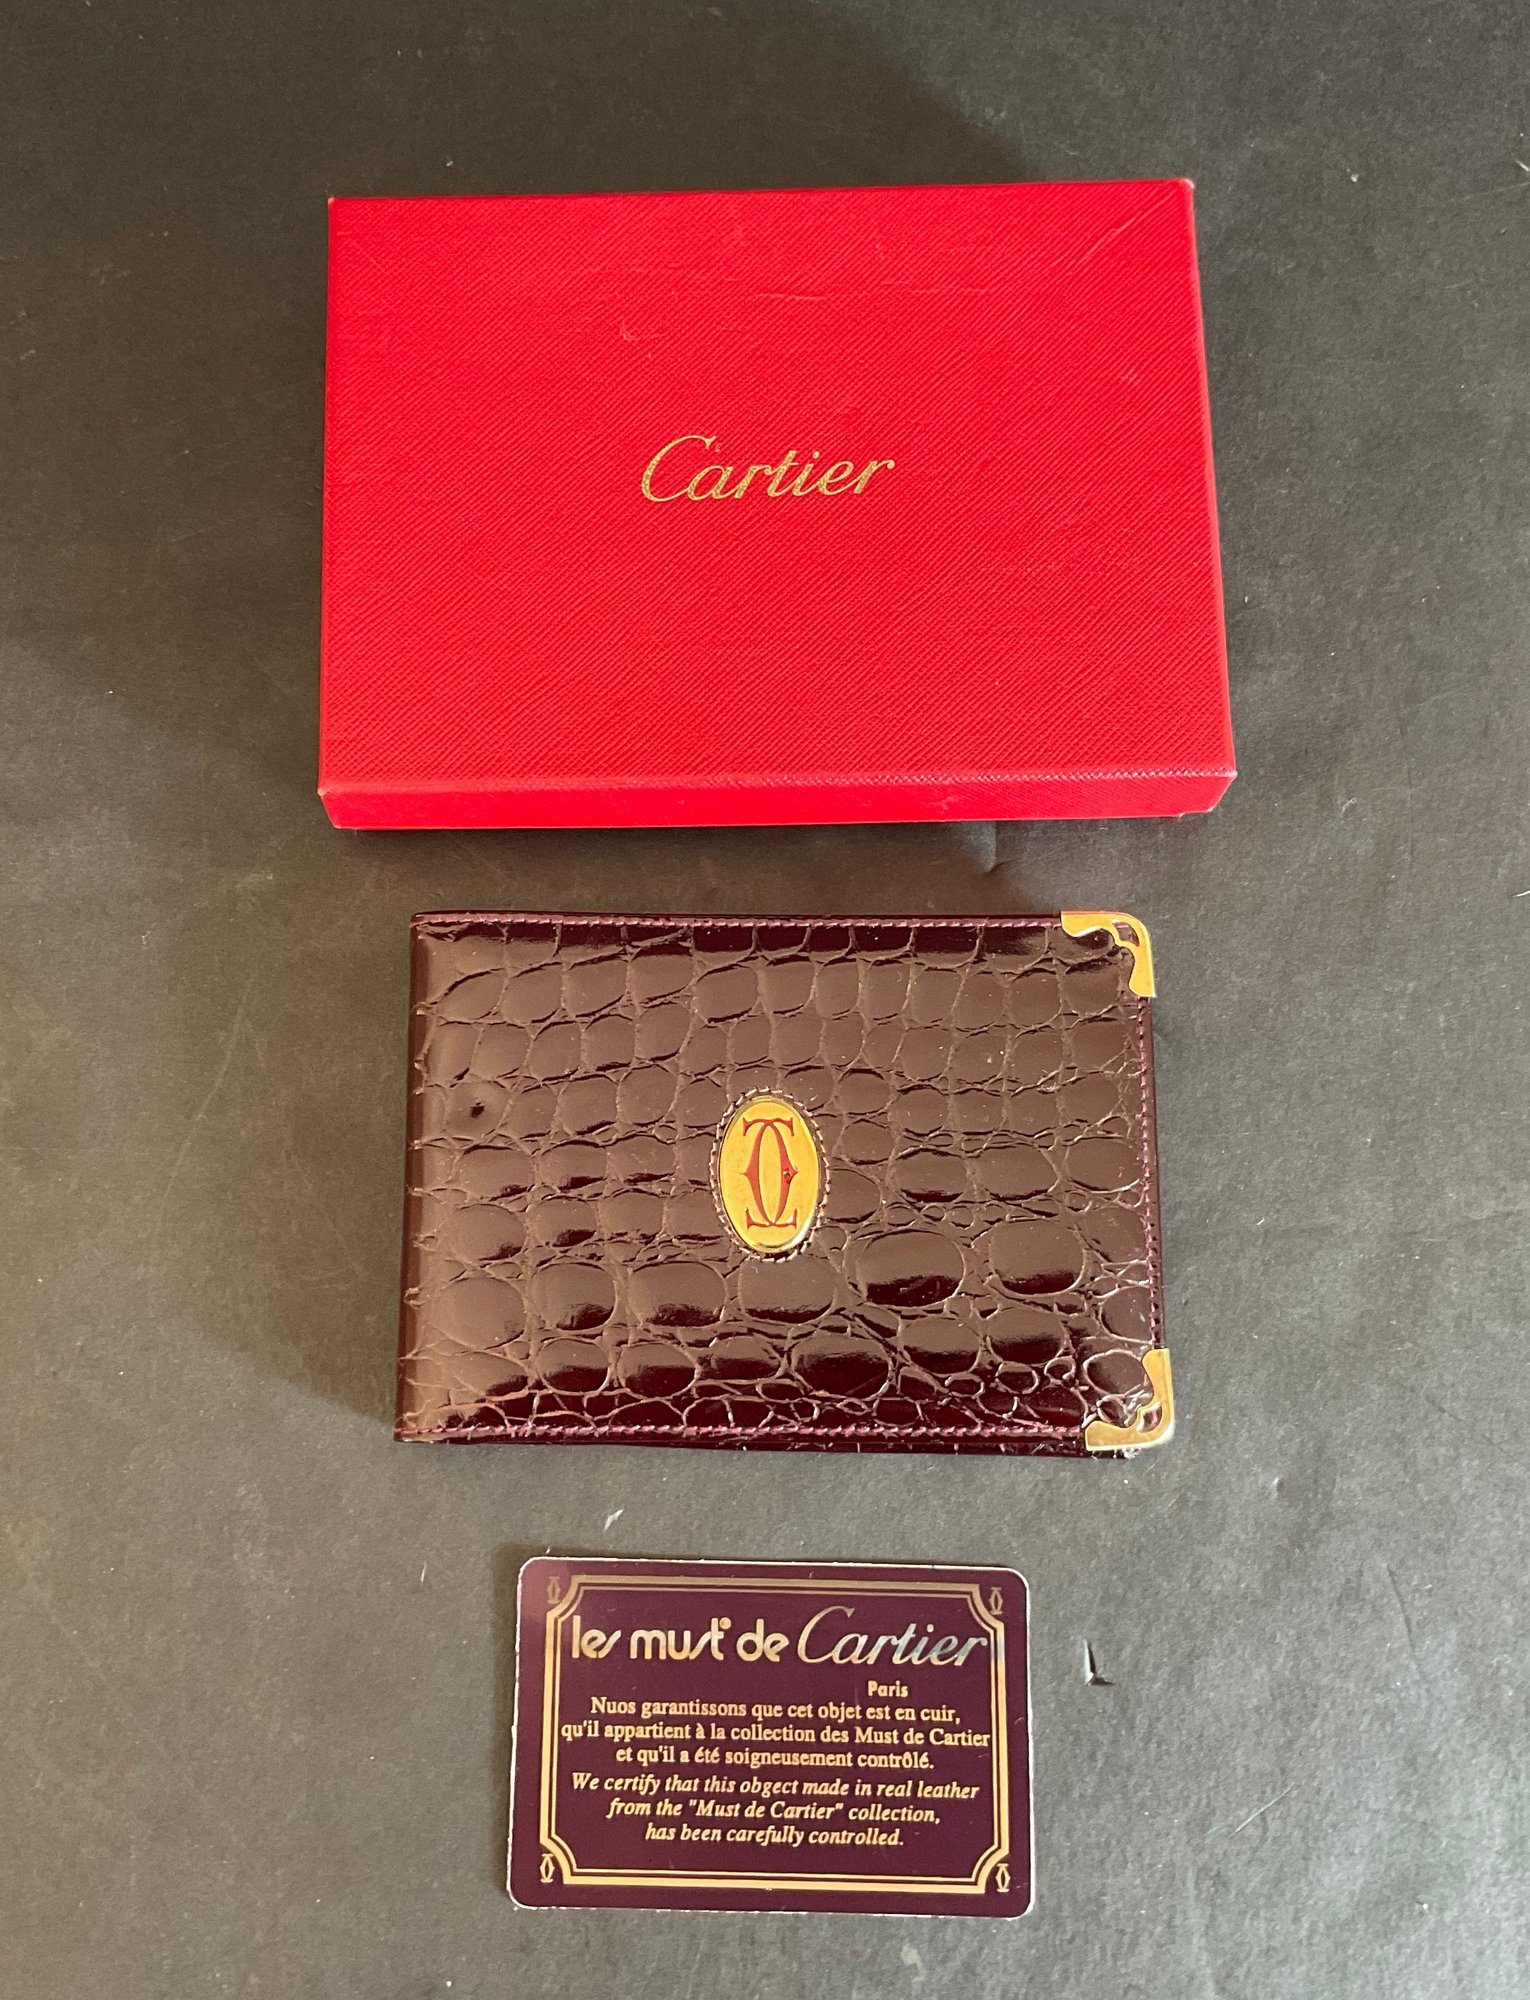 Cartier
les must® de Cartier
Paris
Nuos garantissons que cet objet est en cuir,
qu'il appartient à la collection des Must de Cartier
et qu'il a été soigneusement contrôlé.
We certify that this obgect made in real leather
from the "Must de Cartier" collection,
has been carefully controlled.